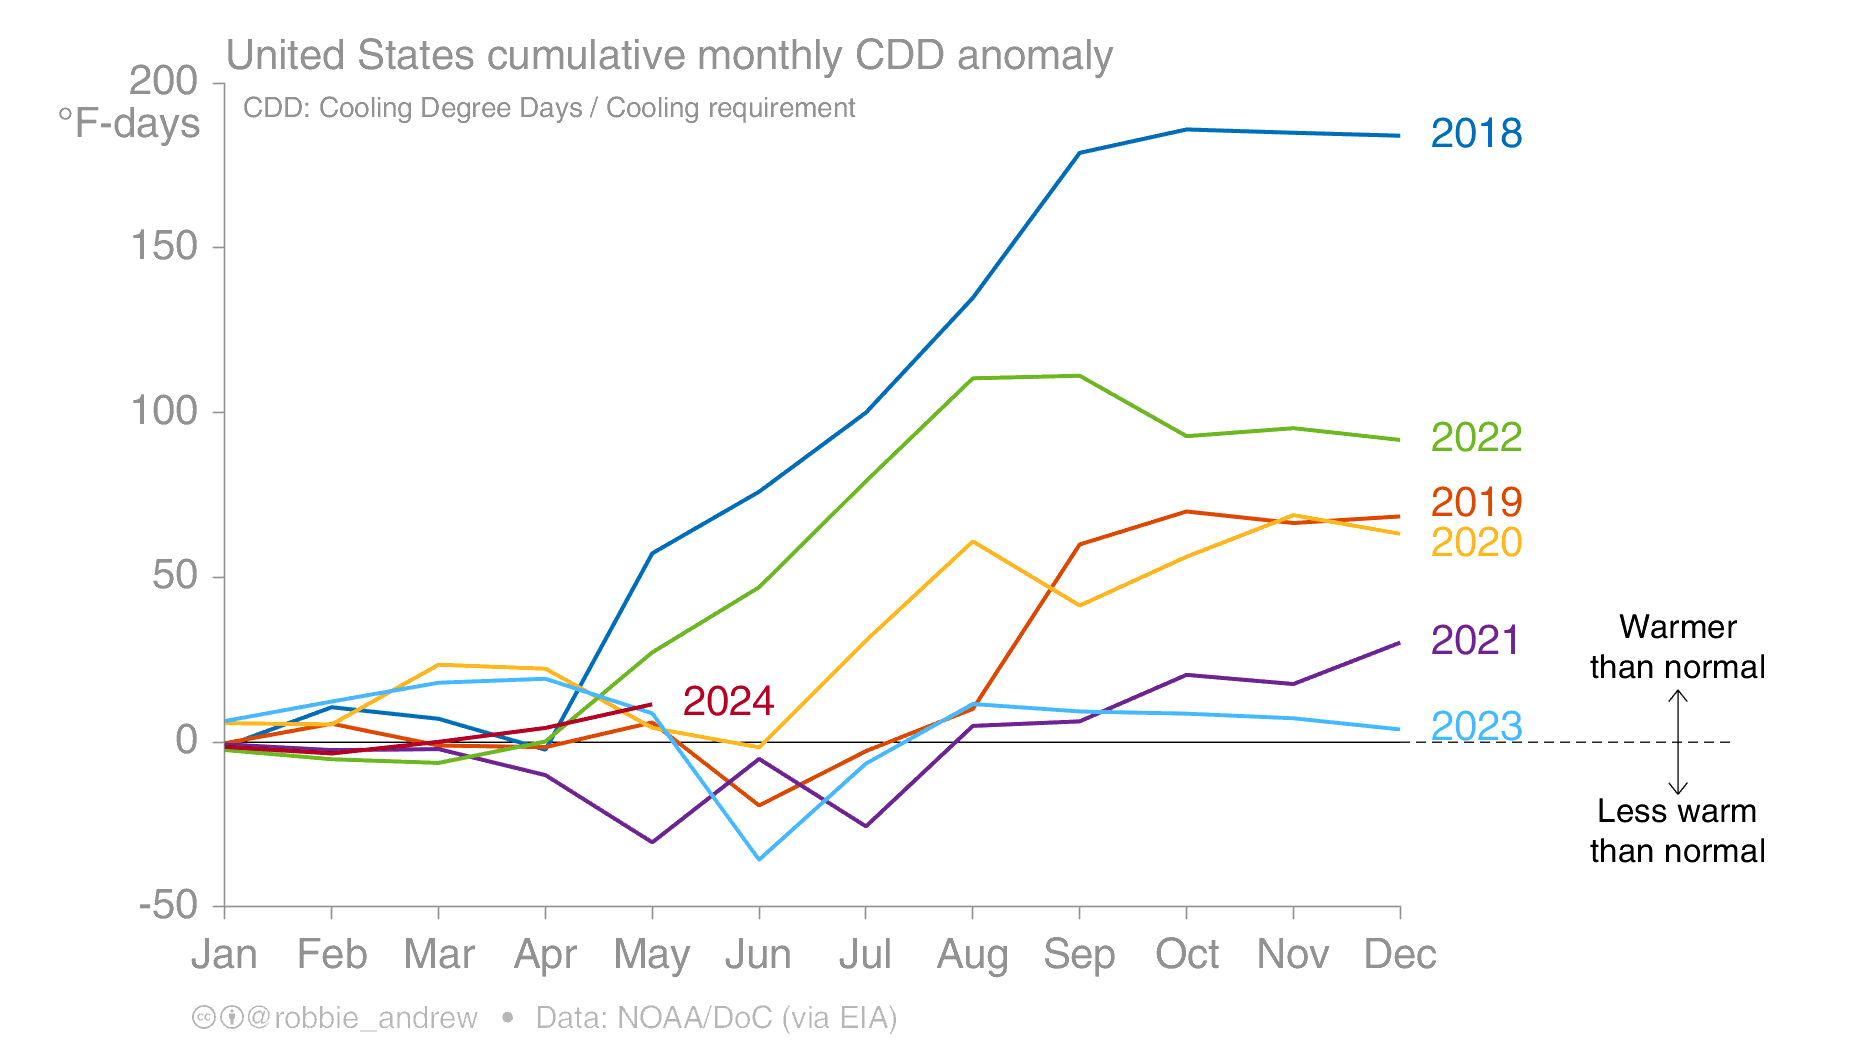 United States cumulative monthly CDD anomaly
200
°F-days
CDD: Cooling Degree Days / Cooling requirement
2018
150
100
2022
2019
50
2020
2021
Warmer
than normal
2024
2023
0
Less warm
than normal
-50
Jan Feb Mar Apr May Jun Jul Aug Sep Oct Nov Dec
cc @robbie_andrew • Data: NOAA/DoC (via EIA)